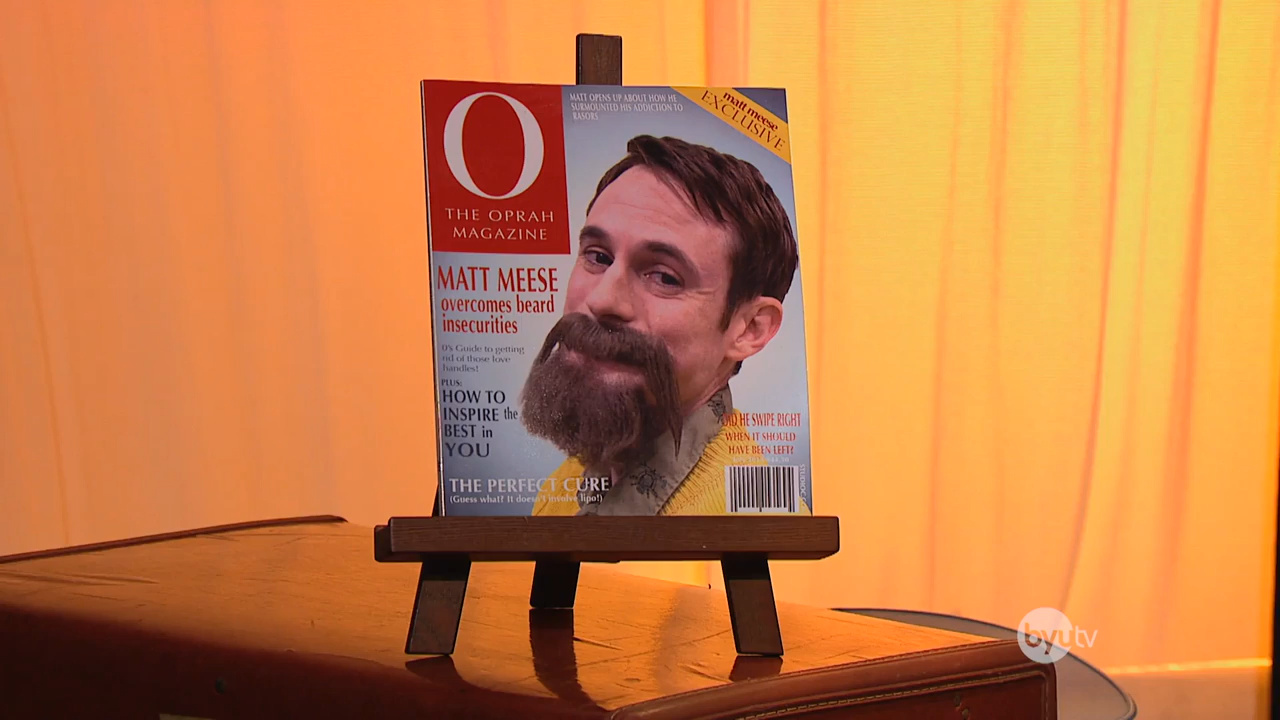 O
THE OPRAH
MAGAZINE
MATT OPENS UP ABOUT HOW HE
SURMOUNTED HIS ADDICTION TO
RASORS
matt meese
EXCLUSIVE
MATT MEESE
overcomes beard
insecurities
O's Guide to getting
rid of those love
handles!
PLUS:
HOW TO
INSPIRE the
BEST in
YOU
THE PERFECT CURE
(Guess what? It doesn't involve lipo!)
HE SWIPE RIGHT
WHEN IT SHOULD
HAVE BEEN LEFT?
byutv